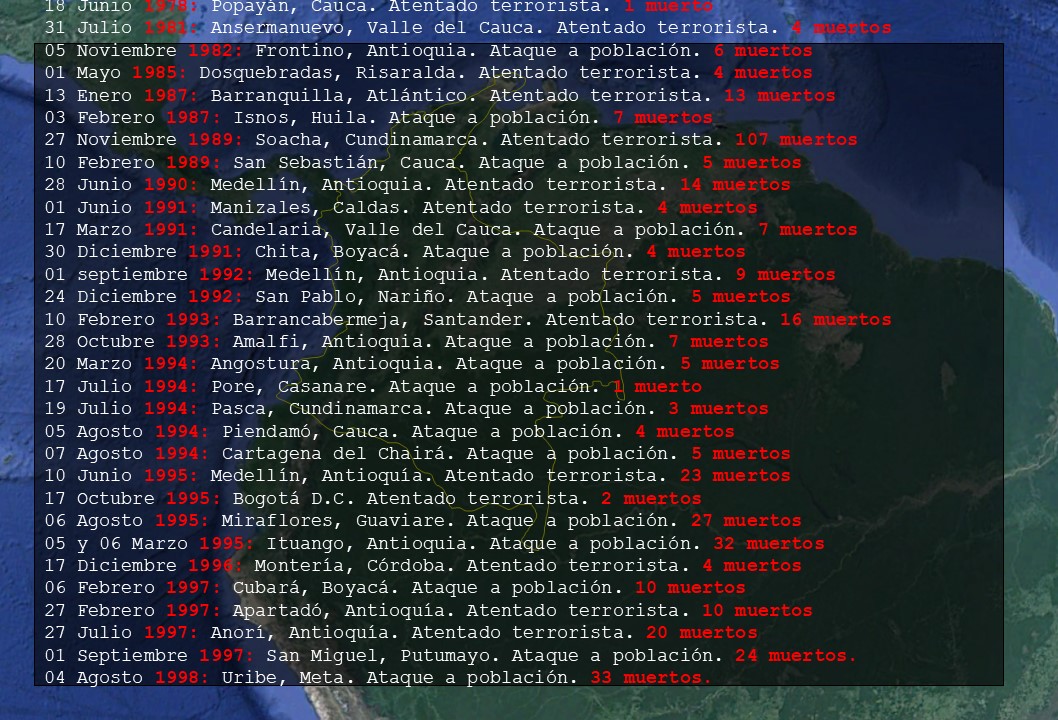 18 Junio 1978: Popayán, Cauca. Atentado terrorista. 1 muerto
31 Julio 1981: Ansermanuevo, Valle del Cauca. Atentado terrorista. 4 muertos
05 Noviembre 1982: Frontino, Antioquia. Ataque a población. 6 muertos
01 Mayo 1985: Dosquebradas, Risaralda. Atentado terrorista. 4 muertos
13 Enero 1987: Barranquilla, Atlántico. Atentado terrorista. 13 muertos
03 Febrero 1987: Isnos, Huila. Ataque a población. 7 muertos
27 Noviembre 1989: Soacha, Cundinamarca. Atentado terrorista. 107 muertos
10 Febrero 1989: San Sebastián, Cauca. Ataque a población. 5 muertos
28 Junio 1990: Medellín, Antioquia. Atentado terrorista. 14 muertos
01 Junio 1991: Manizales, Caldas. Atentado terrorista. 4 muertos
17 Marzo 1991: Candelaria, Valle del Cauca. Ataque a población. 7 muertos
30 Diciembre 1991: Chita, Boyacá. Ataque a población. 4 muertos
01 septiembre 1992: Medellín, Antioquia. Atentado terrorista. 9 muertos
24 Diciembre 1992: San Pablo, Nariño. Ataque a población. 5 muertos
10 Febrero 1993: Barrancabermeja, Santander. Atentado terrorista. 16 muertos
28 Octubre 1993: Amalfi, Antioquia. Ataque a población. 7 muertos
20 Marzo 1994: Angostura, Antioquia. Ataque a población. 5 muertos
17 Julio 1994: Pore, Casanare. Ataque a población. 1 muerto
19 Julio 1994: Pasca, Cundinamarca. Ataque a población. 3 muertos
05 Agosto 1994: Piendamó, Cauca. Ataque a población. 4 muertos
07 Agosto 1994: Cartagena del Chairá. Ataque a población. 5 muertos
10 Junio 1995: Medellín, Antioquía. Atentado terrorista. 23 muertos
17 Octubre 1995: Bogotá D.C. Atentado terrorista. 2 muertos
06 Agosto 1995: Miraflores, Guaviare. Ataque a población. 27 muertos
05 y 06 Marzo 1995: Ituango, Antioquia. Ataque a población. 32 muertos
17 Diciembre 1996: Montería, Córdoba. Atentado terrorista. 4 muertos
06 Febrero 1997: Cubará, Boyacá. Ataque a población. 10 muertos
27 Febrero 1997: Apartadó, Antioquía. Atentado terrorista. 10 muertos
27 Julio 1997: Anorí, Antioquía. Atentado terrorista. 20 muertos
01 Septiembre 1997: San Miguel, Putumayo. Ataque a población. 24 muertos.
04 Agosto 1998: Uribe, Meta. Ataque a población. 33 muertos.